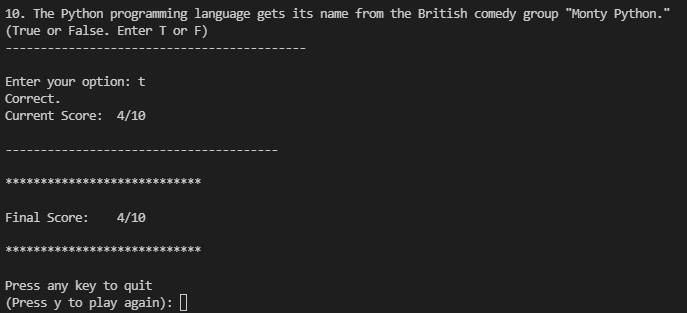 10. The Python programming language gets its name from the British comedy group "Monty Python."
(True or False. Enter T or F)
-------------------------------------------
Enter your option: t
Correct.
Current Score:  4/10
---------------------------------------
****************************
Final Score:    4/10
****************************
Press any key to quit
(Press y to play again):